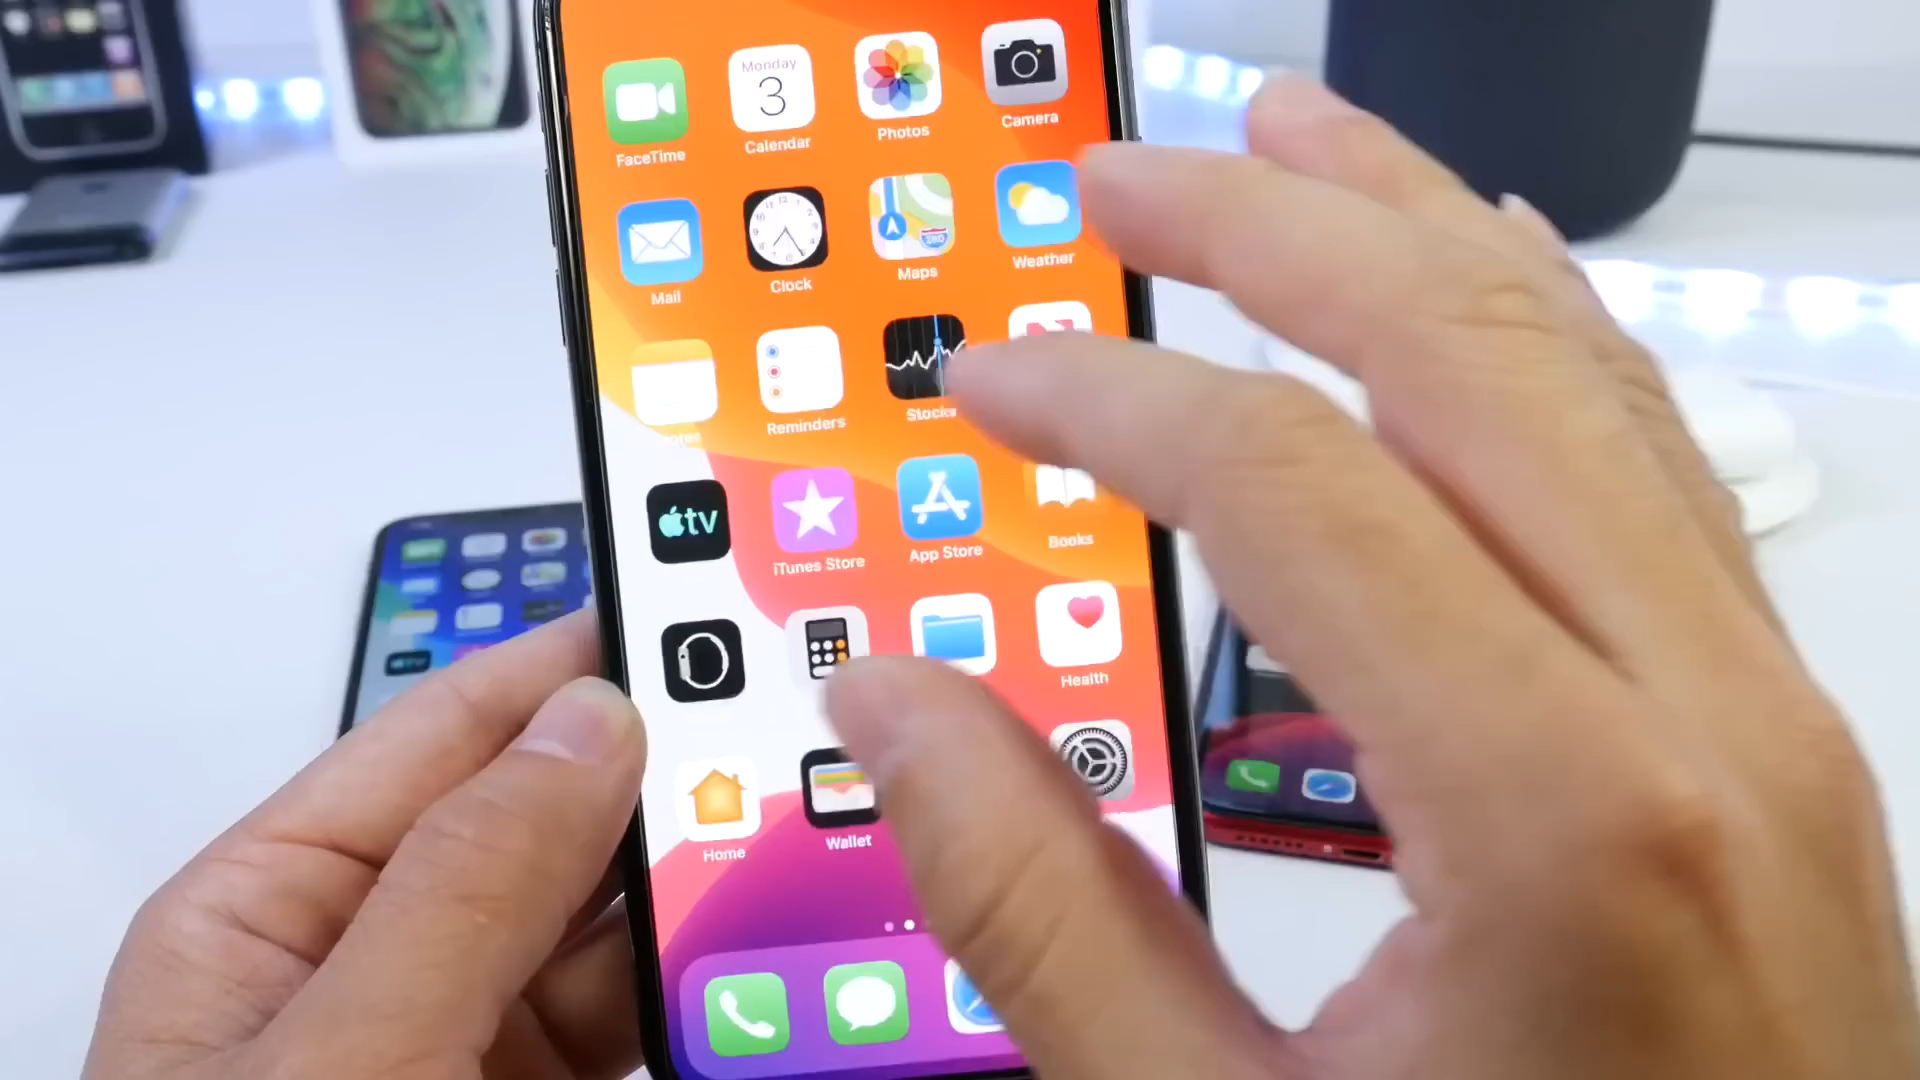 Monday
3
FaceTime
Calendar
Photos
Camera
280
Mail
Clock
Maps
Weather
Reminders
Stocks
tv
iTunes Store
App Store
Books
Health
Home
Wallet